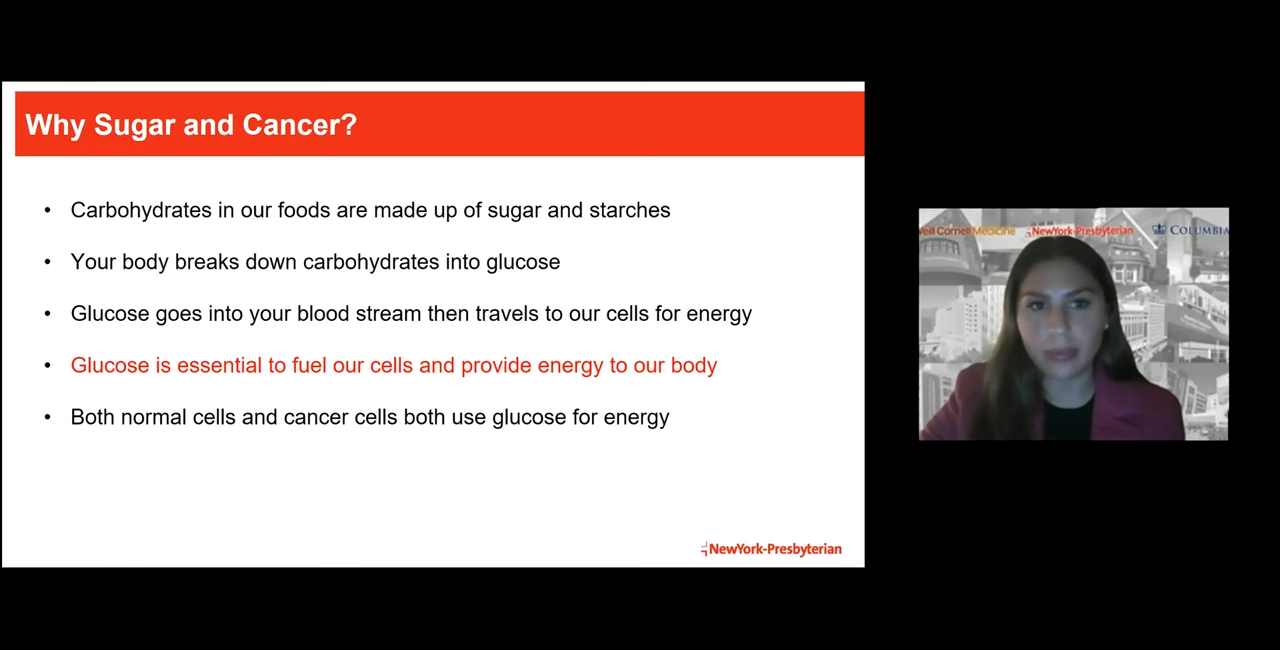 Why Sugar and Cancer?
• Carbohydrates in our foods are made up of sugar and starches
• Your body breaks down carbohydrates into glucose
• Glucose goes into your blood stream then travels to our cells for energy
• Glucose is essential to fuel our cells and provide energy to our body
• Both normal cells and cancer cells both use glucose for energy
NewYork-Presbyterian
eill Cornell Medicine NewYork-Presbyterian COLUMBIA